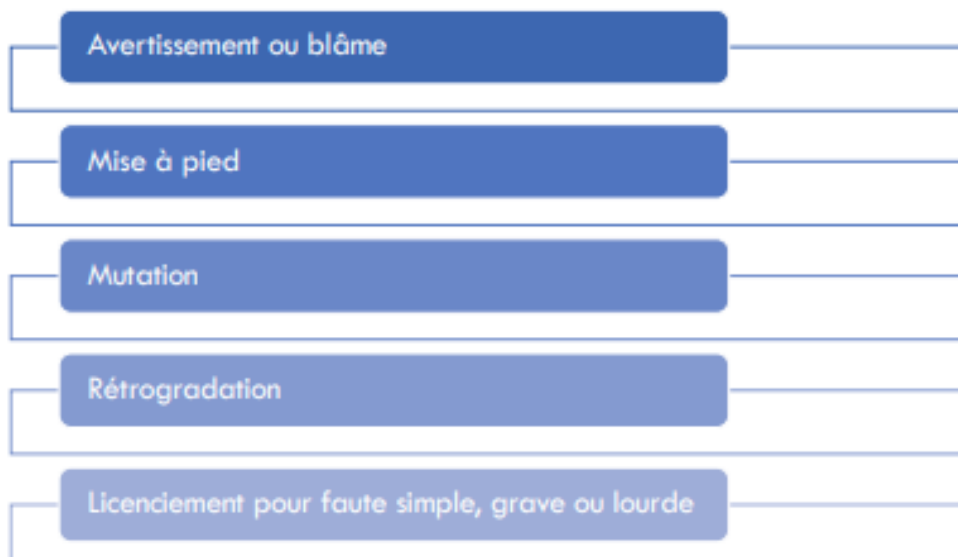 Avertissement ou blâme
Mise à pied
Mutation
Rétrogradation
Licenciement pour faute simple, grave ou lourde